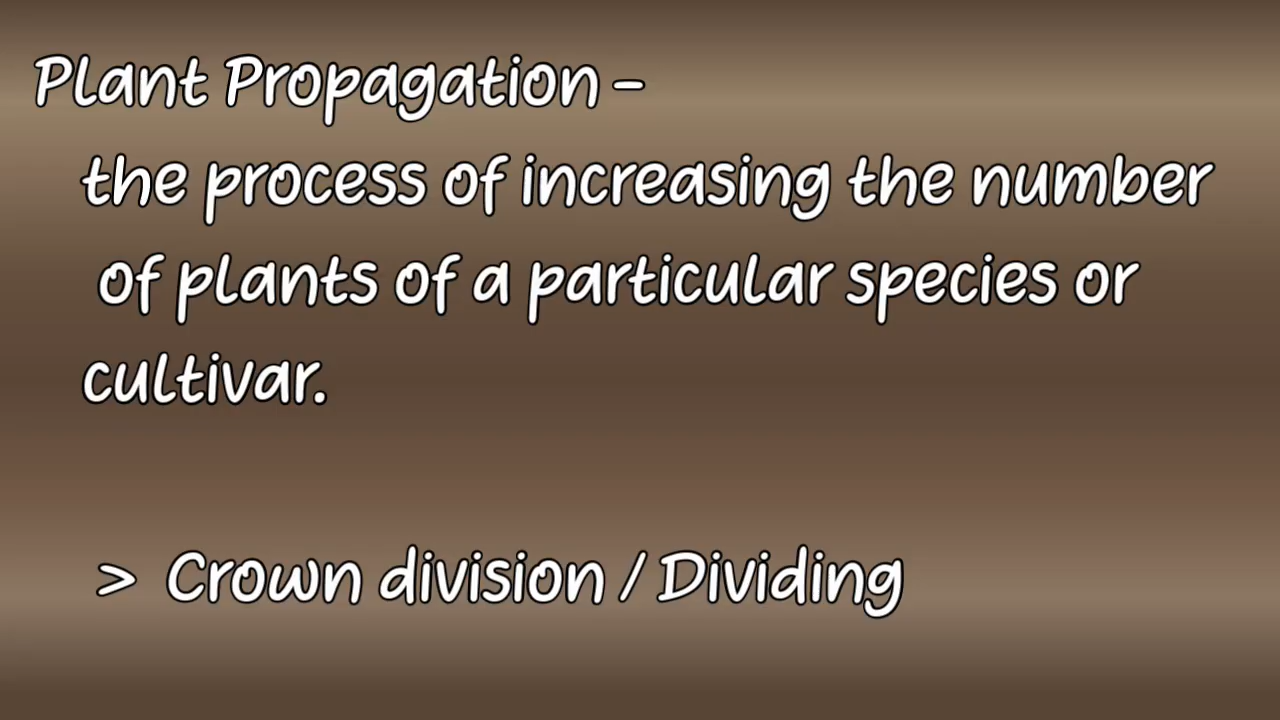 Plant Propagation -
the process of increasing the number
of plants of a particular species or
cultivar.
> Crown division / Dividing